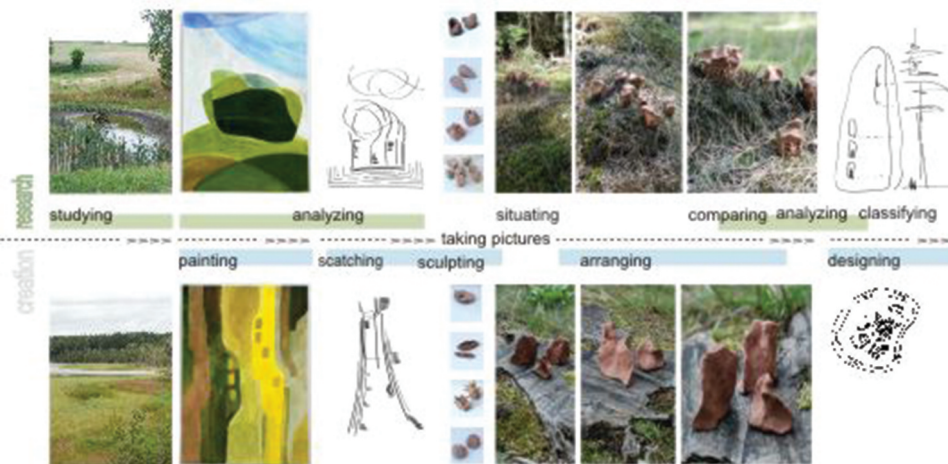 research
studying
analyzing
situating
comparing analyzing classifying
taking pictures
creation
painting
scatching
sculpting
arranging
designing